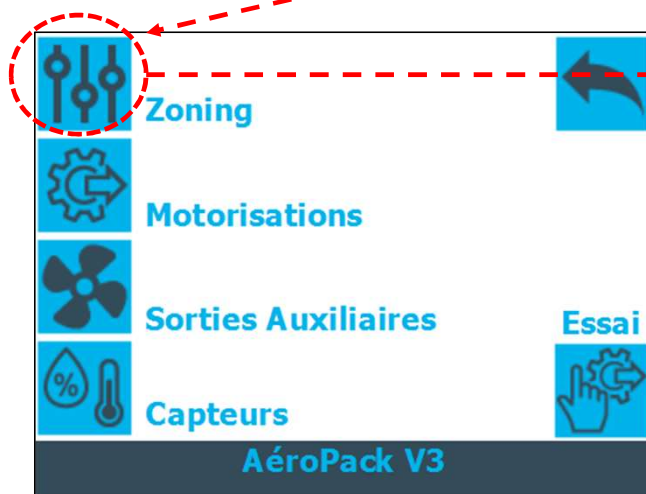 Zoning
Motorisations
Sorties Auxiliaires
Essai
%
Capteurs
AéroPack V3